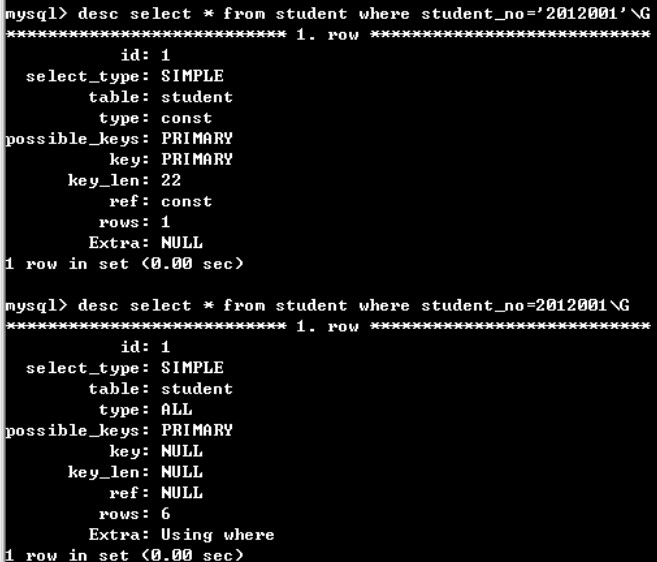 mysql> desc select * from student where student_no='2012001'\G
*************************** 1. row ***************************
id: 1
select_type: SIMPLE
table: student
type: const
possible_keys: PRIMARY
key: PRIMARY
key_len: 22
ref: const
rows: 1
Extra: NULL
1 row in set (0.00 sec)
mysql> desc select * from student where student_no=2012001\G
*************************** 1. row ***************************
id: 1
select_type: SIMPLE
table: student
type: ALL
possible_keys: PRIMARY
key: NULL
key_len: NULL
ref: NULL
rows: 6
Extra: Using where
1 row in set (0.00 sec)